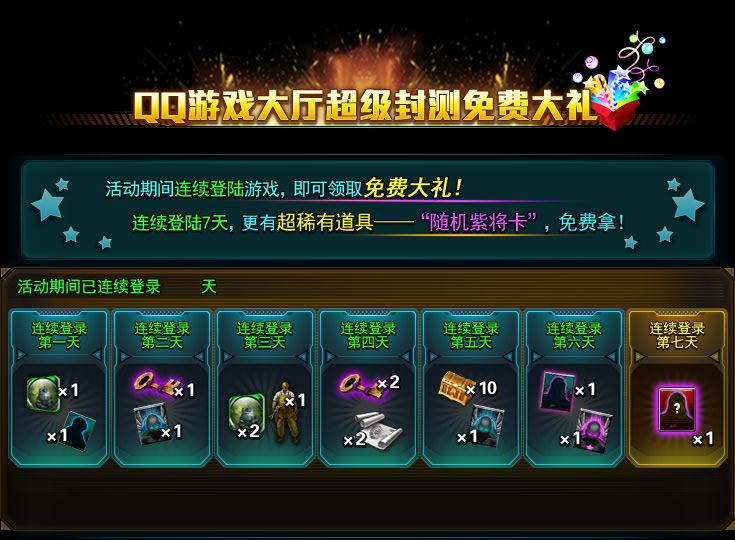 QQ游戏大厅超级封测免费大礼
活动期间连续登陆游戏，即可领取免费大礼！
连续登陆7天，更有超稀有道具——“随机紫将卡”，免费拿！
活动期间已连续登录 天
连续登录
第一天
×1
×1
连续登录
第二天
×1
×1
连续登录
第三天
×1
×2
连续登录
第四天
×2
×2
连续登录
第五天
×10
×1
连续登录
第六天
×1
×1
连续登录
第七天
?
×1